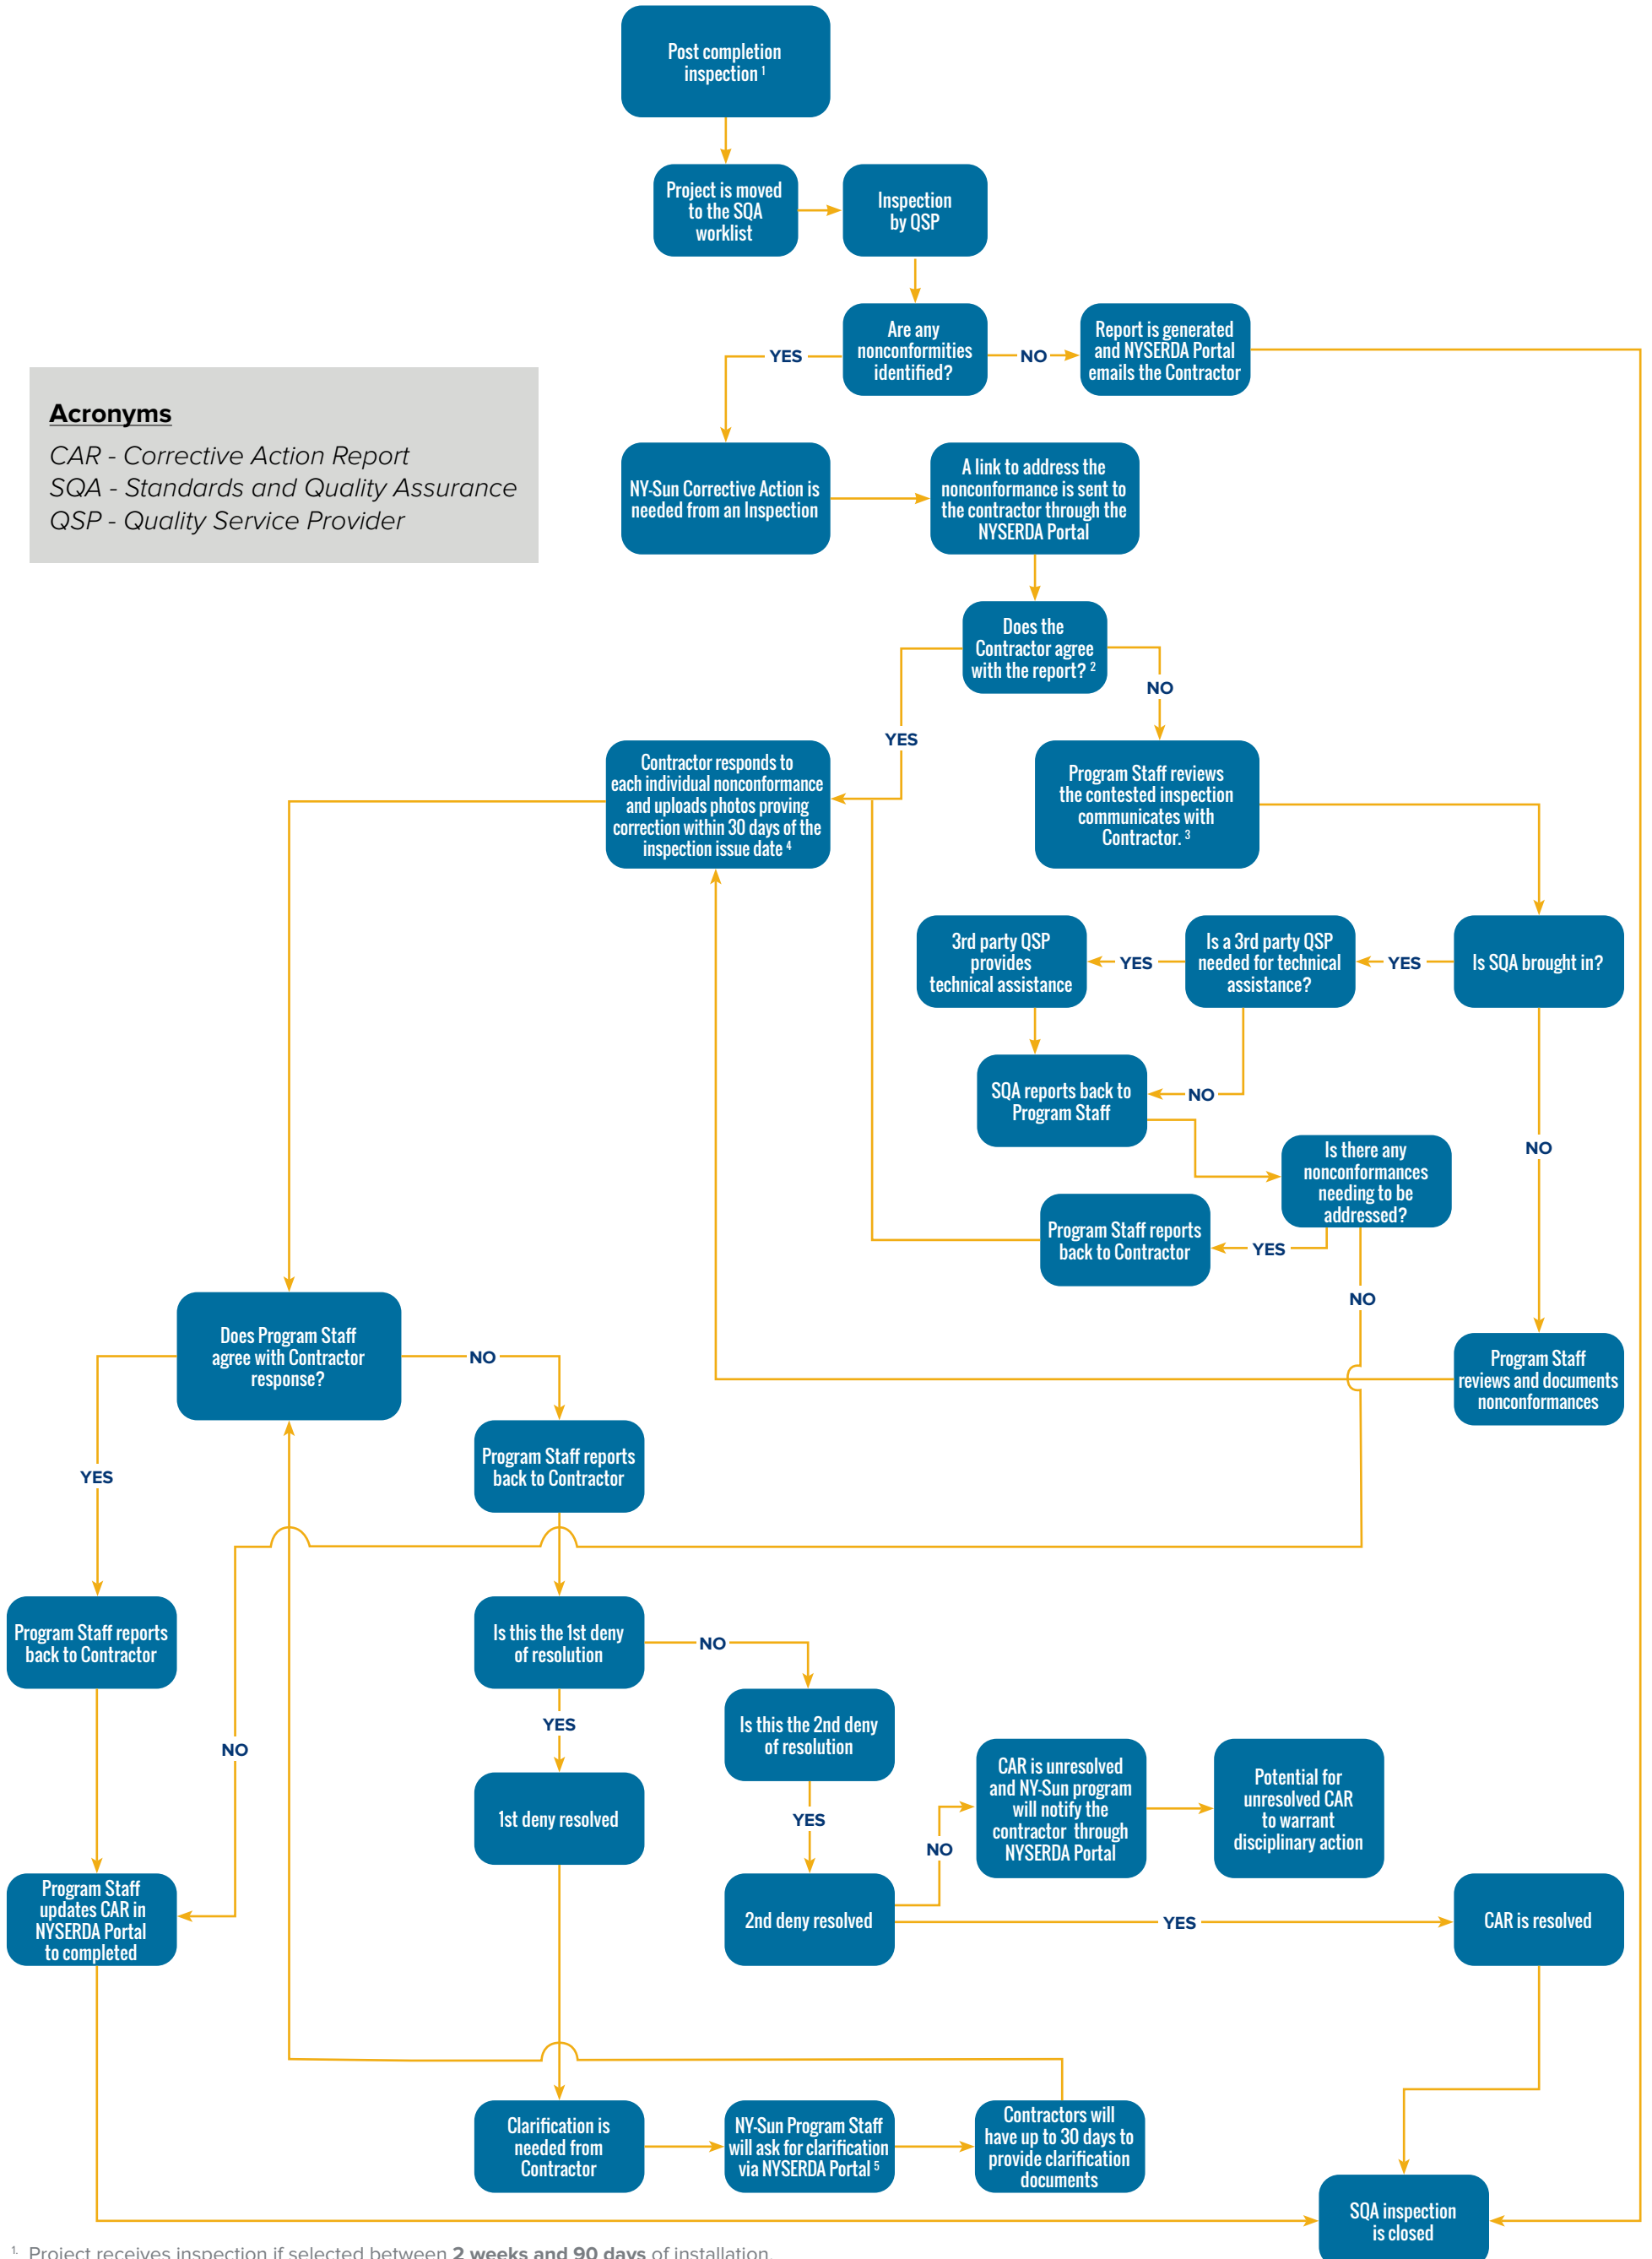 Post completion
inspection 1
Project is moved
to the SQA
worklist
Inspection
by QSP
Are any
nonconformities
identified?
YES
NO
Report is generated
and NYSERDA Portal
emails the Contractor
Acronyms
CAR - Corrective Action Report
SQA - Standards and Quality Assurance
QSP - Quality Service Provider
NY-Sun Corrective Action is
needed from an Inspection
A link to address the
nonconformance is sent to
the contractor through the
NYSERDA Portal
Does the
Contractor agree
with the report? 2
NO
YES
Contractor responds to
each individual nonconformance
and uploads photos proving
correction within 30 days of the
inspection issue date 4
Program Staff reviews
the contested inspection
communicates with
Contractor. 3
3rd party QSP
provides
technical assistance
YES
Is a 3rd party QSP
needed for technical
assistance?
YES
Is SQA brought in?
SQA reports back to
Program Staff
NO
NO
Is there any
nonconformances
needing to be
addressed?
Program Staff reports
back to Contractor
YES
NO
Does Program Staff
agree with Contractor
response?
NO
Program Staff
reviews and documents
nonconformances
YES
Program Staff reports
back to Contractor
Program Staff reports
back to Contractor
Is this the 1st deny
of resolution
NO
YES
Is this the 2nd deny
of resolution
NO
1st deny resolved
YES
CAR is unresolved
and NY-Sun program
will notify the
contractor through
NYSERDA Portal
Potential for
unresolved CAR
to warrant
disciplinary action
NO
Program Staff
updates CAR in
NYSERDA Portal
to completed
2nd deny resolved
YES
CAR is resolved
Clarification is
needed from
Contractor
NY-Sun Program Staff
will ask for clarification
via NYSERDA Portal 5
Contractors will
have up to 30 days to
provide clarification
documents
SQA inspection
is closed
1. Project receives inspection if selected between 2 weeks and 90 days of installation.